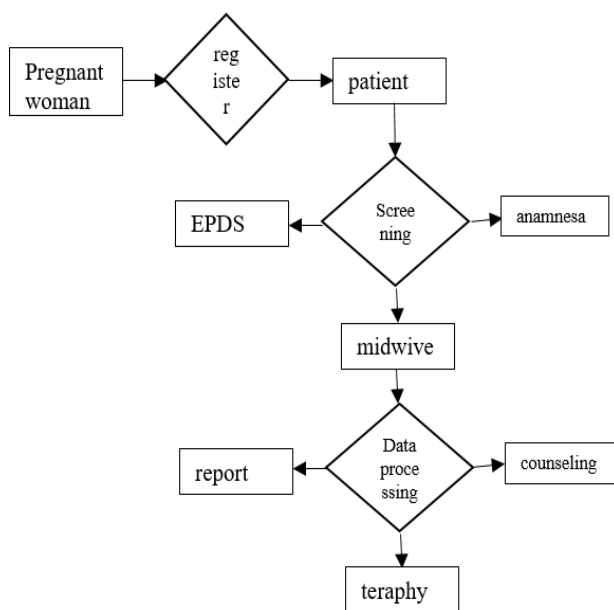 Pregnant
woman
reg
iste
r
patient
Scree
ning
EPDS
anamnesa
midwive
Data
proce
ssing
report
counseling
teraphy